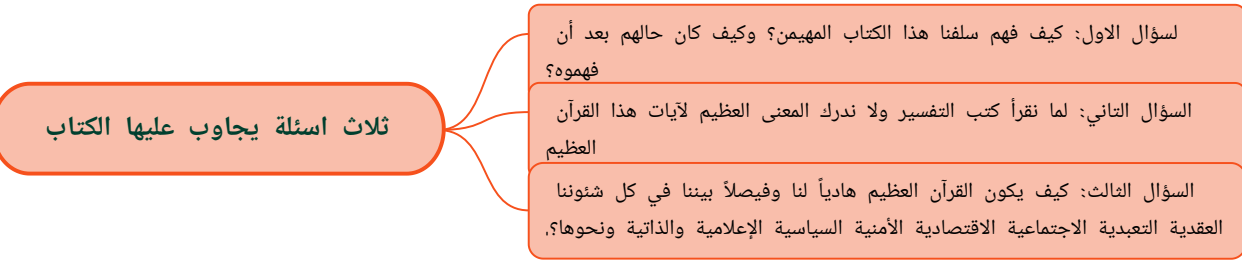 ثلاث اسئلة يجاوب عليها الكتاب
لسؤال الاول: كيف فهم سلفنا هذا الكتاب المهيمن؟ وكيف كان حالهم بعد أن
فهموه؟
السؤال التاني: لما نقرأ كتب التفسير ولا ندرك المعنى العظيم لآيات هذا القرآن
العظيم
السؤال الثالث: كيف يكون القرآن العظيم هادياً لنا وفيصلاً بيننا في كل شئوننا
العقدية التعبدية الاجتماعية الاقتصادية الأمنية السياسية الإعلامية والذاتية ونحوها؟.